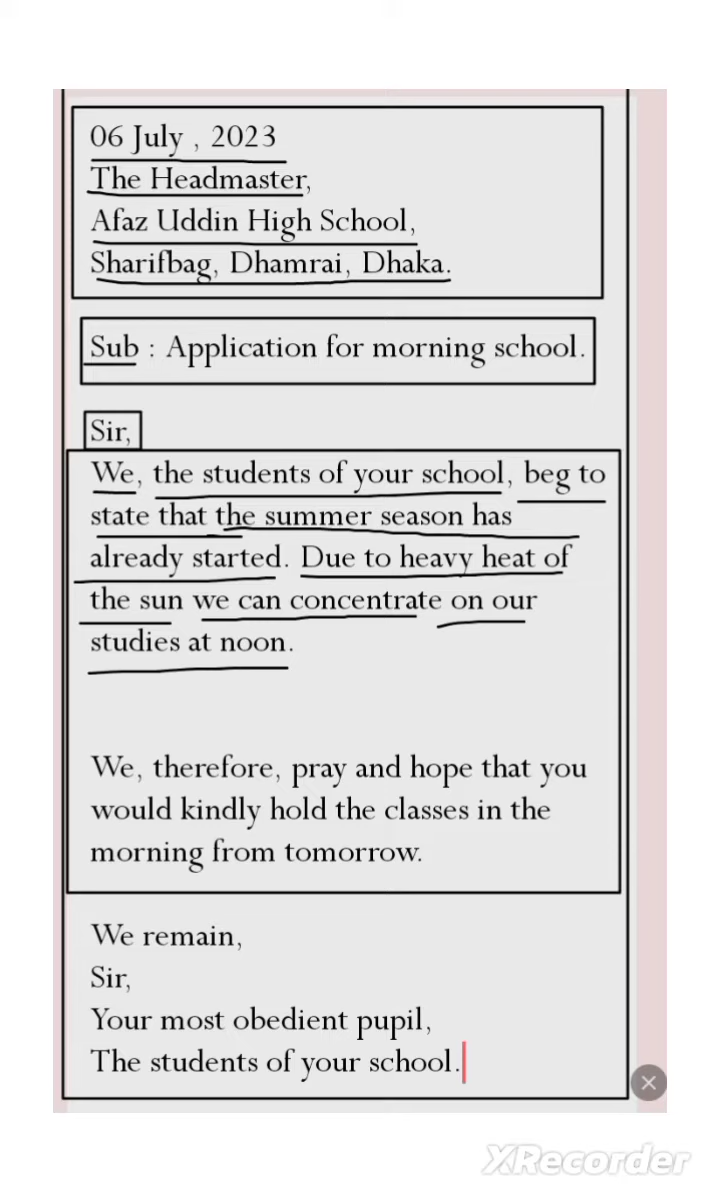 06 July , 2023
The Headmaster,
Afaz Uddin High School,
Sharifbag, Dhamrai, Dhaka.
Sub : Application for morning school.
Sir,
We, the students of your school, beg to
state that the summer season has
already started. Due to heavy heat of
the sun we can concentrate on our
studies at noon.
We, therefore, pray and hope that you
would kindly hold the classes in the
morning from tomorrow.
We remain,
Sir,
Your most obedient pupil,
The students of your school.
XRecorder